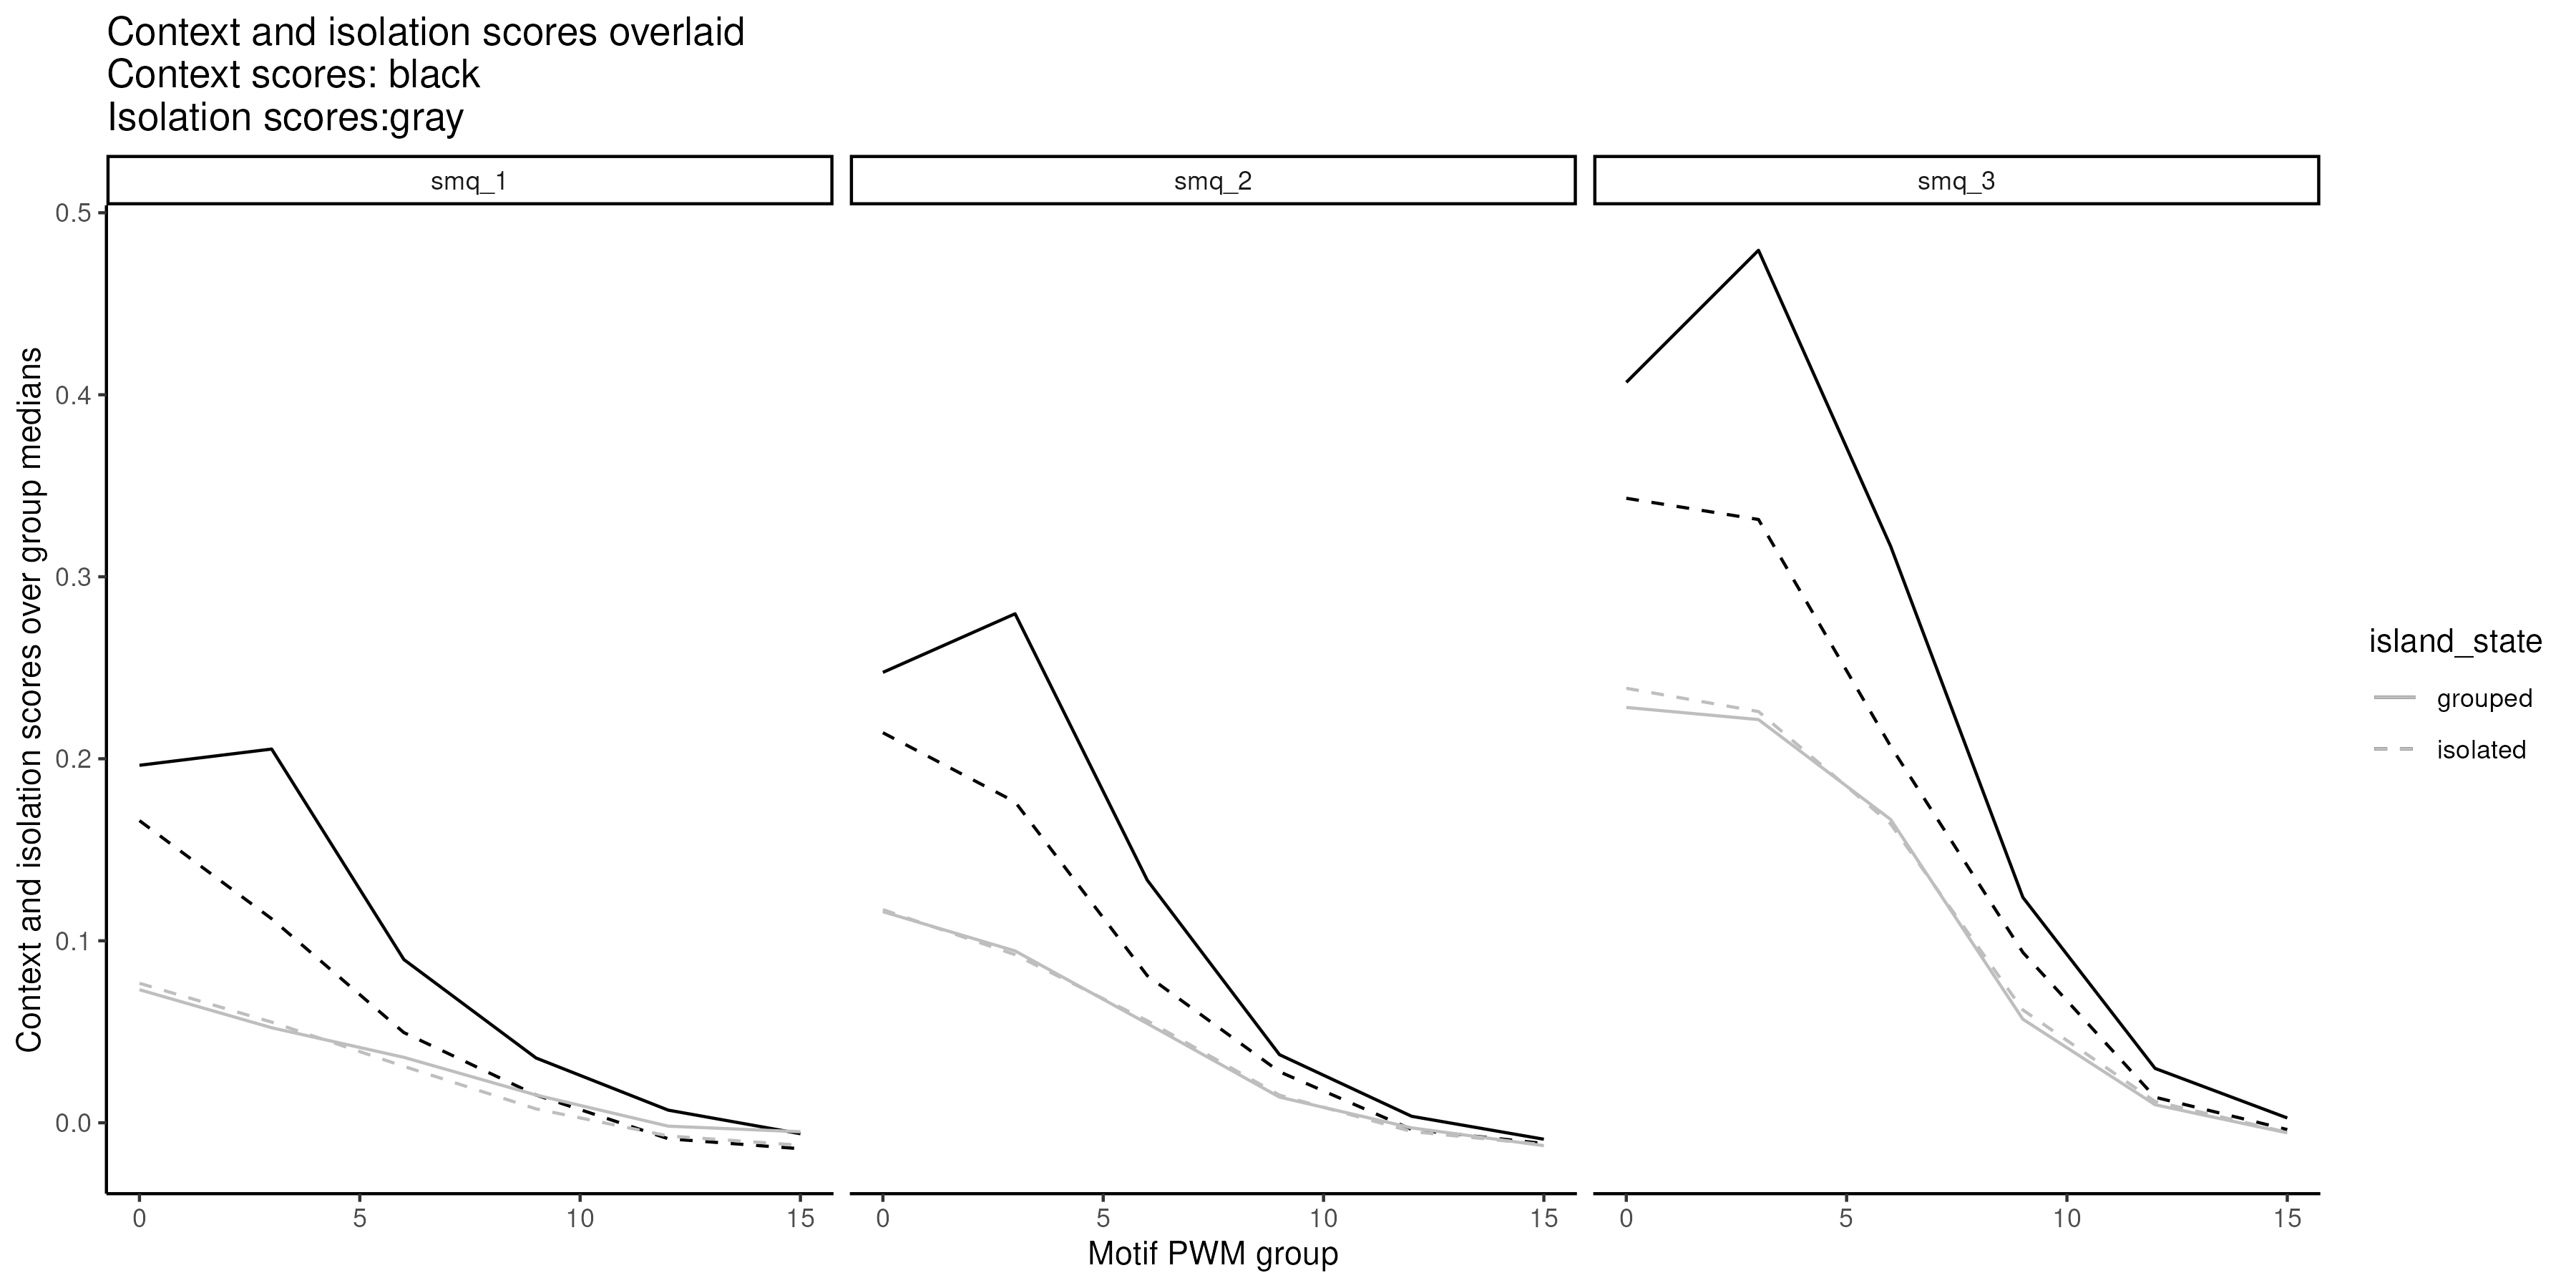 Context and isolation scores overlaid
Context scores: black
Isolation scores:gray
smq_1
smq_2
smq_3
Context and isolation scores over group medians
0.5
0.4
0.3
0.2
0.1
0.0
0 5 10 15
0 5 10 15
0 5 10 15
Motif PWM group
island_state
grouped
isolated